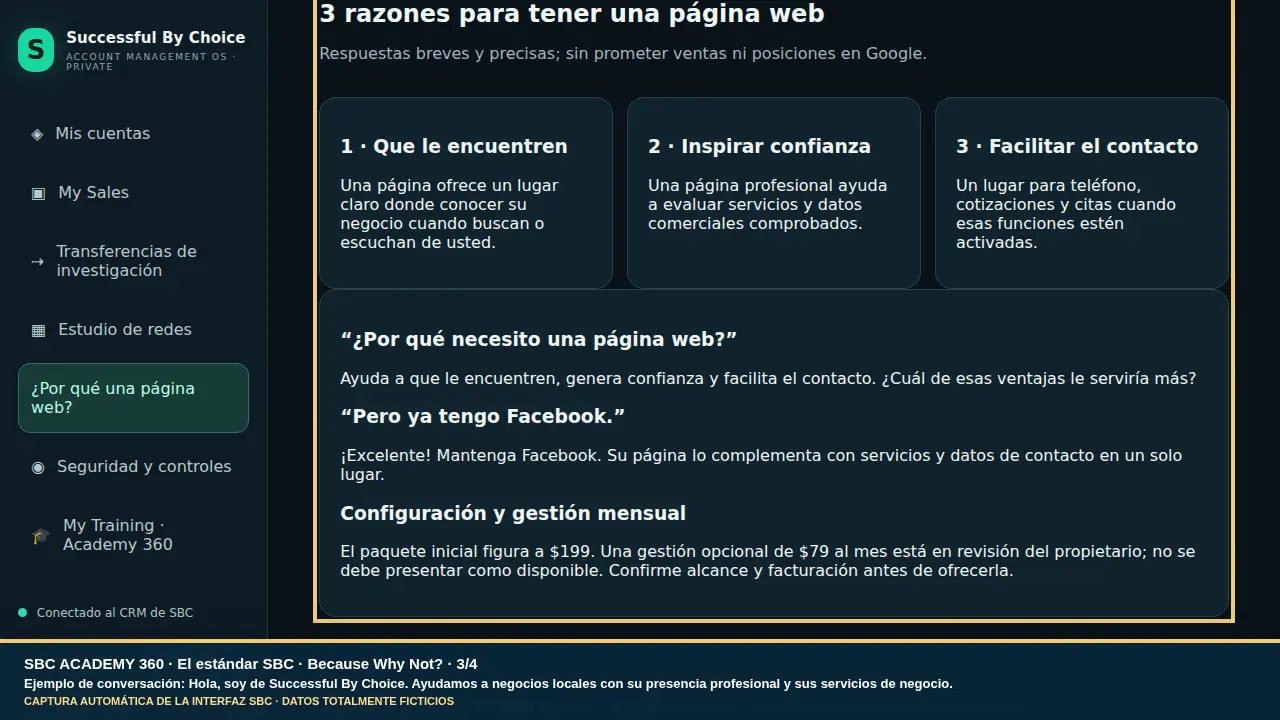 S
Successful By Choice
ACCOUNT MANAGEMENT OS ·
PRIVATE
◈ Mis cuentas
▣ My Sales
⇢ Transferencias de
investigación
▦ Estudio de redes
¿Por qué una página
web?
◉ Seguridad y controles
🎓 My Training ·
Academy 360
Conectado al CRM de SBC
3 razones para tener una página web
Respuestas breves y precisas; sin prometer ventas ni posiciones en Google.
1 · Que le encuentren
Una página ofrece un lugar
claro donde conocer su
negocio cuando buscan o
escuchan de usted.
2 · Inspirar confianza
Una página profesional ayuda
a evaluar servicios y datos
comerciales comprobados.
3 · Facilitar el contacto
Un lugar para teléfono,
cotizaciones y citas cuando
esas funciones estén
activadas.
“¿Por qué necesito una página web?”
Ayuda a que le encuentren, genera confianza y facilita el contacto. ¿Cuál de esas ventajas le serviría más?
“Pero ya tengo Facebook.”
¡Excelente! Mantenga Facebook. Su página lo complementa con servicios y datos de contacto en un solo
lugar.
Configuración y gestión mensual
El paquete inicial figura a $199. Una gestión opcional de $79 al mes está en revisión del propietario; no se
debe presentar como disponible. Confirme alcance y facturación antes de ofrecerla.
SBC ACADEMY 360 · El estándar SBC · Because Why Not? · 3/4
Ejemplo de conversación: Hola, soy de Successful By Choice. Ayudamos a negocios locales con su presencia profesional y sus servicios de negocio.
CAPTURA AUTOMÁTICA DE LA INTERFAZ SBC · DATOS TOTALMENTE FICTICIOS